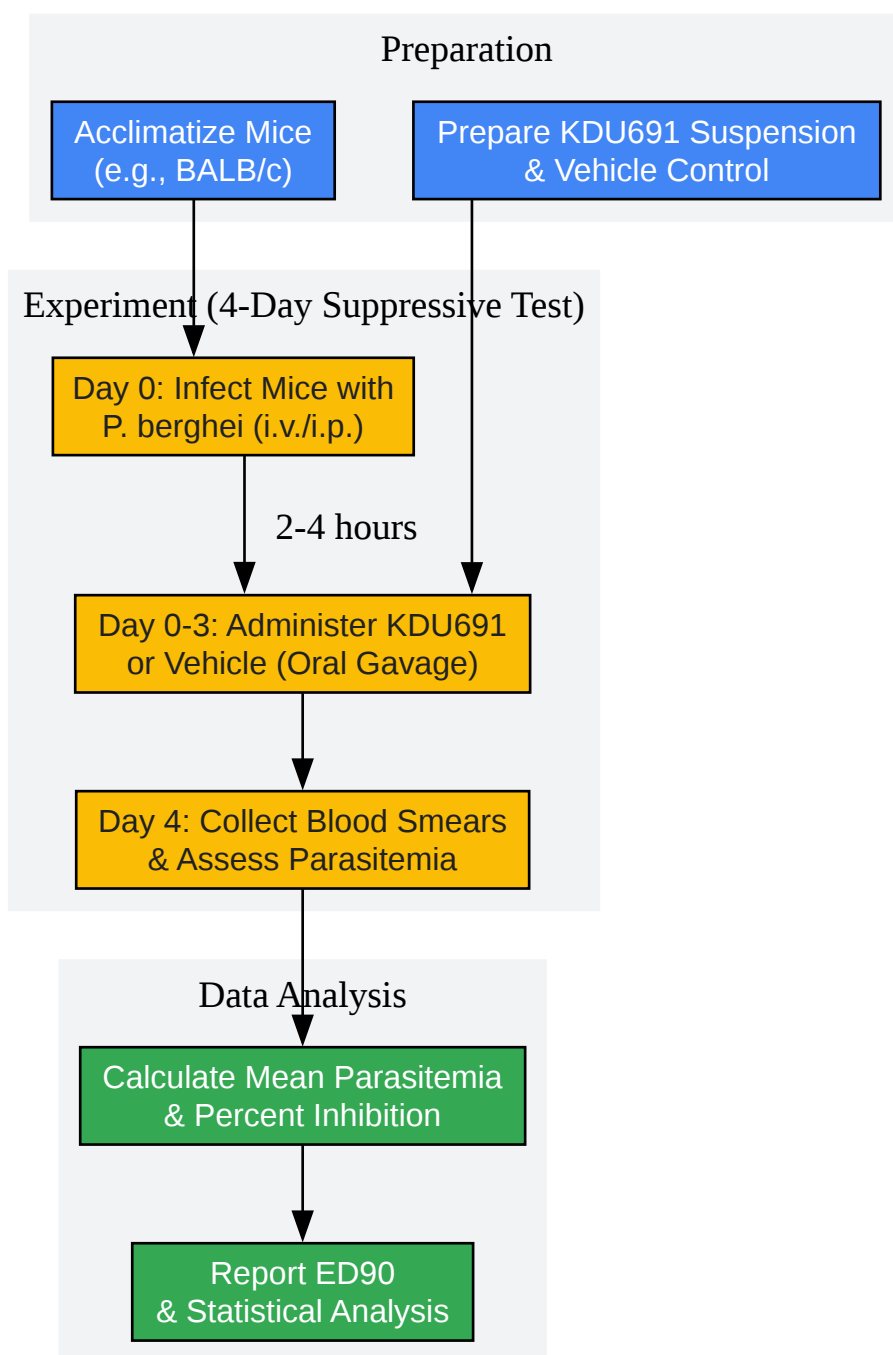 Preparation
Acclimatize Mice
(e.g., BALB/c)
Prepare KDU691 Suspension
& Vehicle Control
Experiment (4-Day Suppressive Test)
Day 0: Infect Mice with
P. berghei (i.v./i.p.)
2-4 hours
Day 0-3: Administer KDU691
or Vehicle (Oral Gavage)
Day 4: Collect Blood Smears
& Assess Parasitemia
Data Analysis
Calculate Mean Parasitemia
& Percent Inhibition
Report ED90
& Statistical Analysis